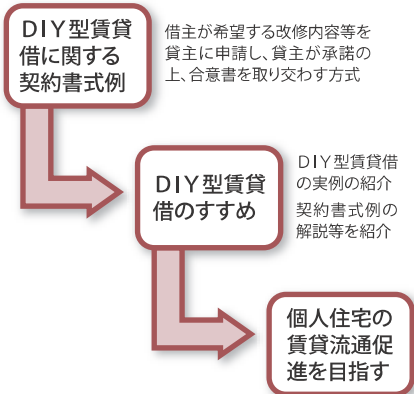 DIY型賃貸
借に関する
契約書式例
借主が希望する改修内容等を
貸主に申請し、貸主が承諾の
上、合意書を取り交わす方式
DIY型賃貸
借のすすめ
DIY型賃貸借
の実例の紹介
契約書式例の
解説等を紹介
個人住宅の
賃貸流通促
進を目指す